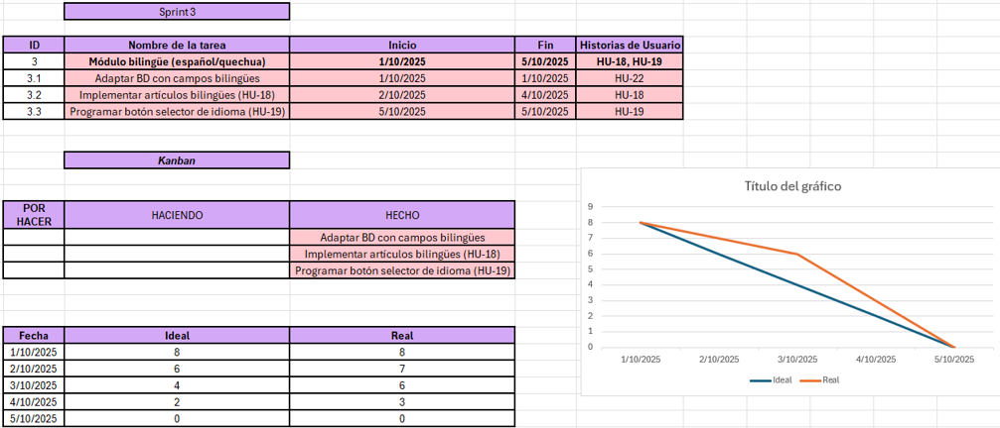 Sprint 3
ID Nombre de la tarea Inicio Fin Historias de Usuario
3 Módulo bilingüe (español/quechua) 1/10/2025 5/10/2025 HU-18, HU-19
3.1 Adaptar BD con campos bilingües 1/10/2025 1/10/2025 HU-22
3.2 Implementar artículos bilingües (HU-18) 2/10/2025 4/10/2025 HU-18
3.3 Programar botón selector de idioma (HU-19) 5/10/2025 5/10/2025 HU-19
Kanban
POR HACER HACIENDO HECHO
Adaptar BD con campos bilingües
Implementar artículos bilingües (HU-18)
Programar botón selector de idioma (HU-19)
Fecha Ideal Real
1/10/2025 8 8
2/10/2025 6 7
3/10/2025 4 6
4/10/2025 2 3
5/10/2025 0 0
Título del gráfico
9
8
7
6
5
4
3
2
1
0
1/10/2025 2/10/2025 3/10/2025 4/10/2025 5/10/2025
Ideal Real